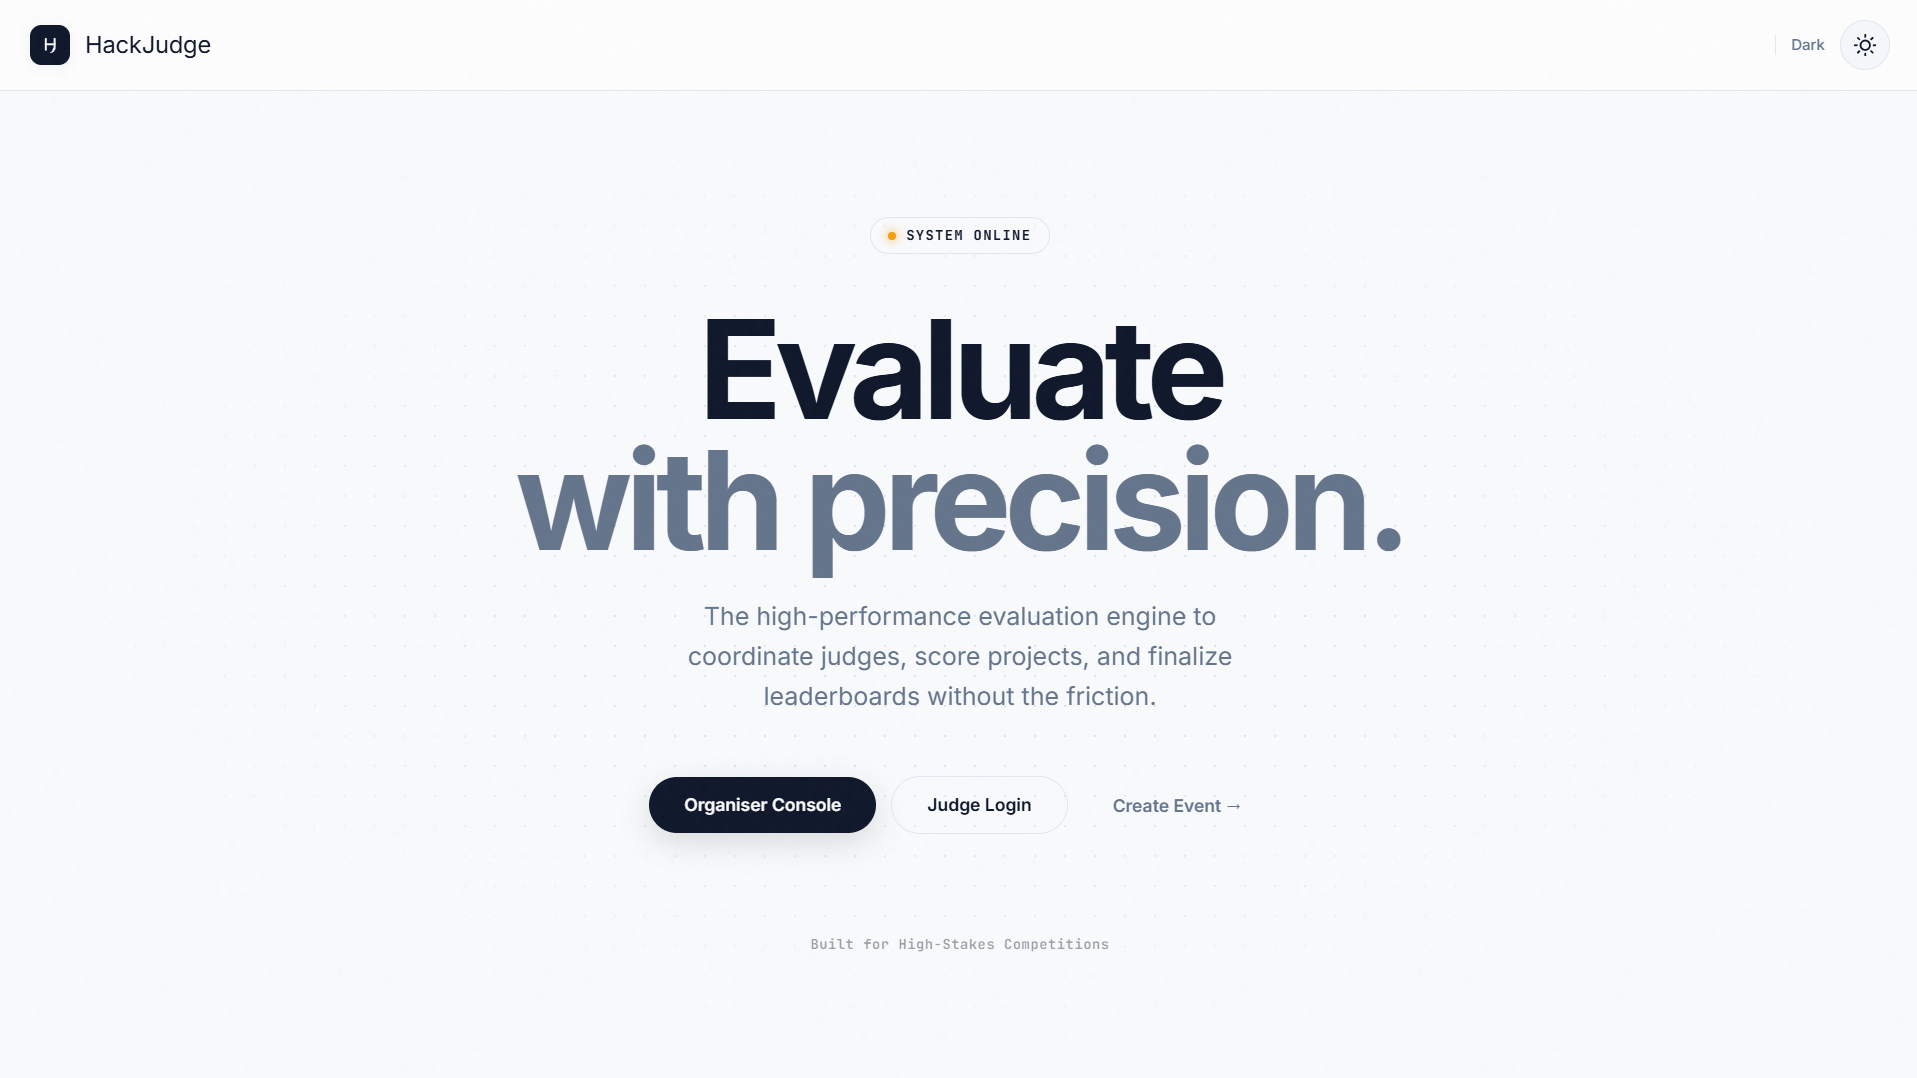 HackJudge
Dark
SYSTEM ONLINE
Evaluate
with precision.
The high-performance evaluation engine to
coordinate judges, score projects, and finalize
leaderboards without the friction.
Organiser Console
Judge Login
Create Event →
Built for High-Stakes Competitions